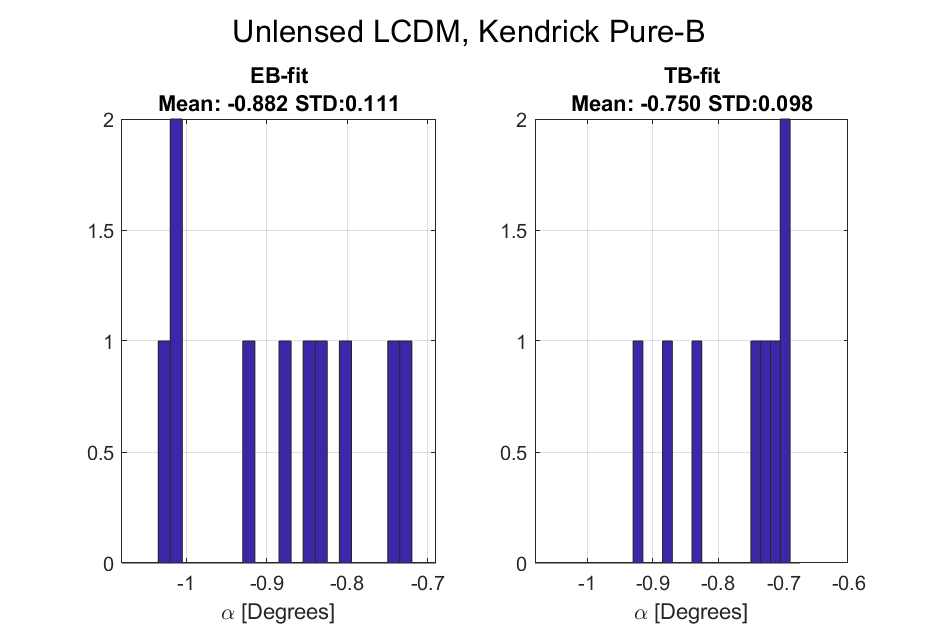 Unlensed LCDM, Kendrick Pure-B
EB-fit
Mean: -0.882 STD:0.111
2
1.5
1
0.5
0
-1 -0.9 -0.8 -0.7
α [Degrees]
TB-fit
Mean: -0.750 STD:0.098
2
1.5
1
0.5
0
-1 -0.9 -0.8 -0.7 -0.6
α [Degrees]